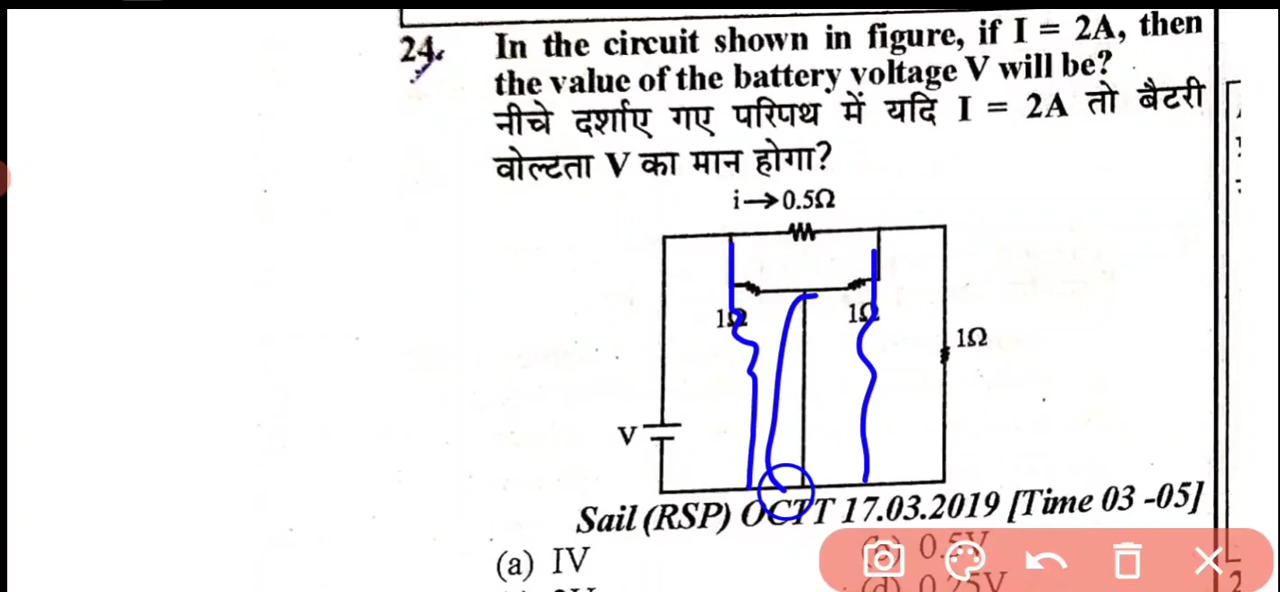 24. In the circuit shown in figure, if I = 2A, then
the value of the battery voltage V will be?
नीचे दर्शाए गए परिपथ में यदि I = 2A तो बैटरी
वोल्टता V का मान होगा?
i→0.5Ω
1Ω 1Ω
1Ω
V
Sail (RSP) OCTT 17.03.2019 [Time 03 -05]
(a) IV